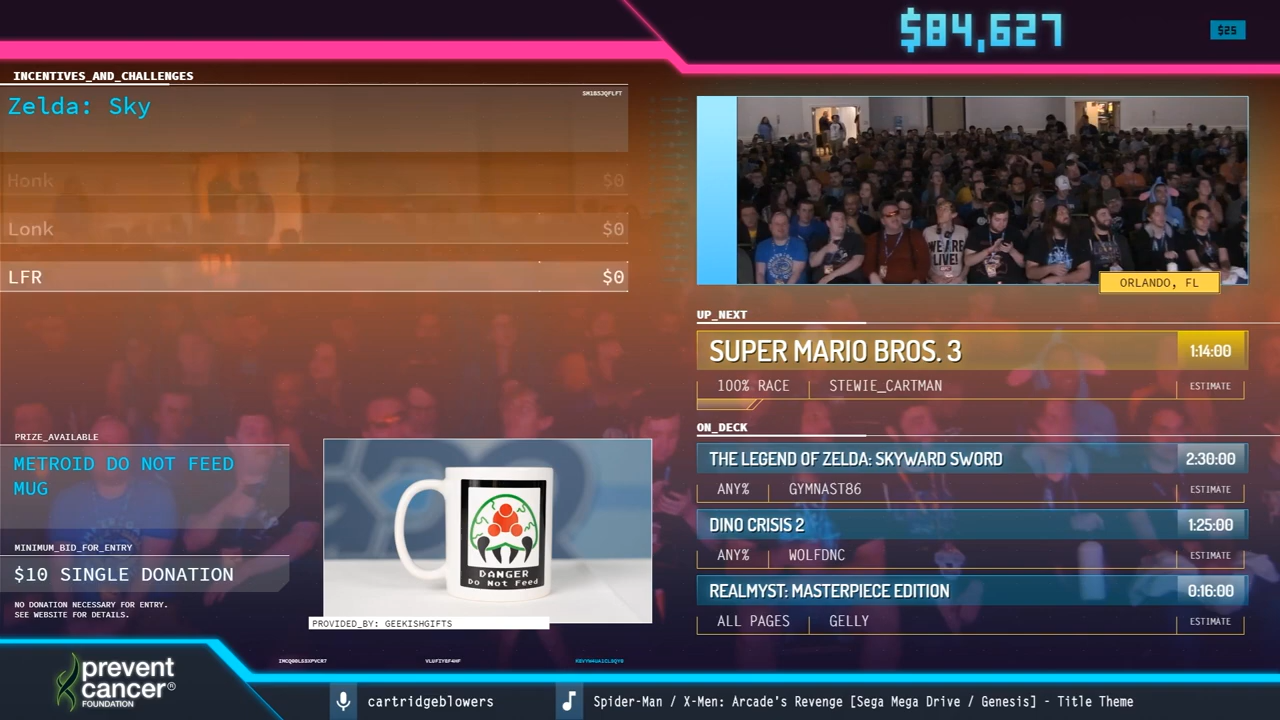 $84,627
$25
INCENTIVES_AND_CHALLENGES
Zelda: Sky
Honk $0
Lonk $0
LFR $0
PRIZE_AVAILABLE
METROID DO NOT FEED
MUG
MINIMUM_BID_FOR_ENTRY
$10 SINGLE DONATION
NO DONATION NECESSARY FOR ENTRY.
SEE WEBSITE FOR DETAILS.
DANGER
Do Not Feed
PROVIDED_BY: GEEKISHGIFTS
WE ARE
LIVE!
ORLANDO, FL
UP_NEXT
SUPER MARIO BROS. 3 1:14:00
100% RACE STEWIE_CARTMAN ESTIMATE
ON_DECK
THE LEGEND OF ZELDA: SKYWARD SWORD 2:30:00
ANY% GYMNAST86 ESTIMATE
DINO CRISIS 2 1:25:00
ANY% WOLFDNC ESTIMATE
REALMYST: MASTERPIECE EDITION 0:16:00
ALL PAGES GELLY ESTIMATE
prevent
cancer®
FOUNDATION
cartridgeblowers
Spider-Man / X-Men: Arcade's Revenge [Sega Mega Drive / Genesis] - Title Theme